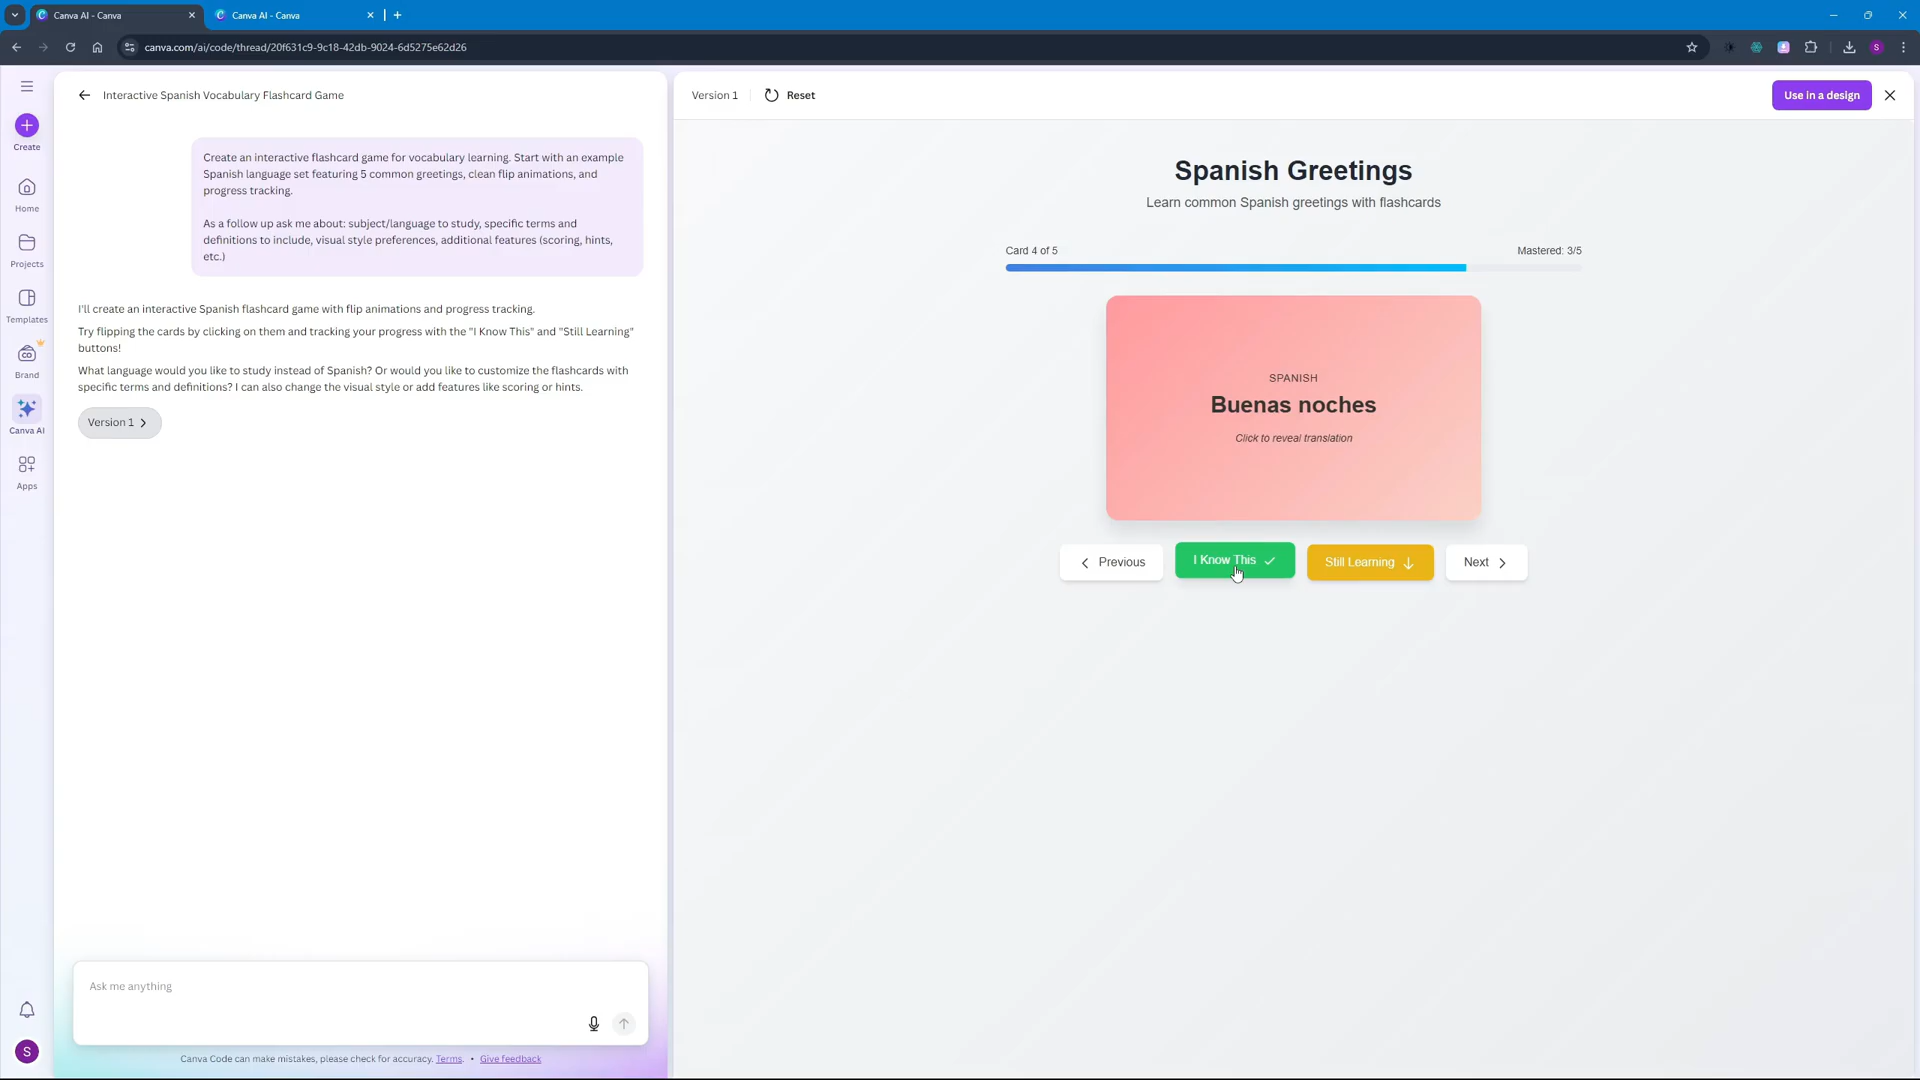 Canva AI - Canva
Canva AI - Canva
canva.com/ai/code/thread/20f631c9-9c18-42db-9024-6d5275e62d26
S
Create
Home
Projects
Templates
CO
Brand
Canva AI
Apps
S
Interactive Spanish Vocabulary Flashcard Game
Create an interactive flashcard game for vocabulary learning. Start with an example
Spanish language set featuring 5 common greetings, clean flip animations, and
progress tracking.
As a follow up ask me about: subject/language to study, specific terms and
definitions to include, visual style preferences, additional features (scoring, hints,
etc.)
I'll create an interactive Spanish flashcard game with flip animations and progress tracking.
Try flipping the cards by clicking on them and tracking your progress with the "I Know This" and "Still Learning"
buttons!
What language would you like to study instead of Spanish? Or would you like to customize the flashcards with
specific terms and definitions? I can also change the visual style or add features like scoring or hints.
Version 1
Ask me anything
Canva Code can make mistakes, please check for accuracy. Terms. • Give feedback
Version 1
Reset
Use in a design
Spanish Greetings
Learn common Spanish greetings with flashcards
Card 4 of 5
Mastered: 3/5
SPANISH
Buenas noches
Click to reveal translation
Previous
I Know This
Still Learning
Next